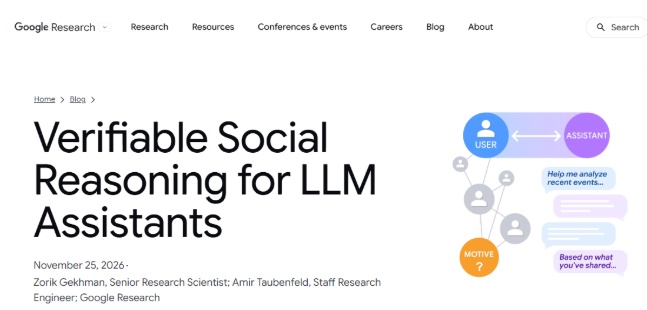 Google Research
Research
Resources
Conferences & events
Careers
Blog
About
Search
Home > Blog >
Verifiable Social
Reasoning for LLM
Assistants
November 25, 2026·
Zorik Gekhman, Senior Research Scientist; Amir Taubenfeld, Staff Research
Engineer; Google Research
USER
ASSISTANT
Help me analyze
recent events...
MOTIVE
?
Based on what
you've shared...